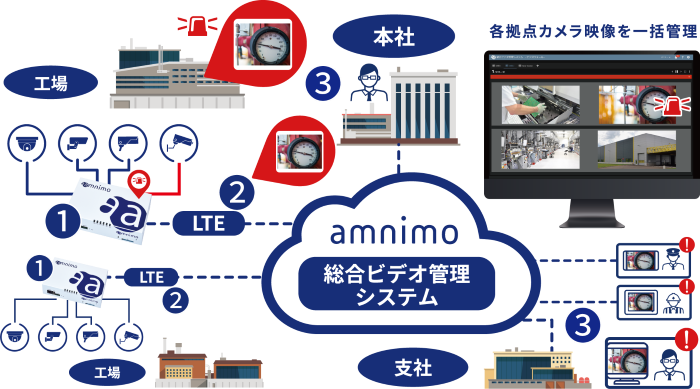 各拠点カメラ映像を一括管理
本社
工場
3
2
1
LTE
amnimo
amnimo
総合ビデオ管理
システム
1
amnimo
LTE
2
3
工場
支社